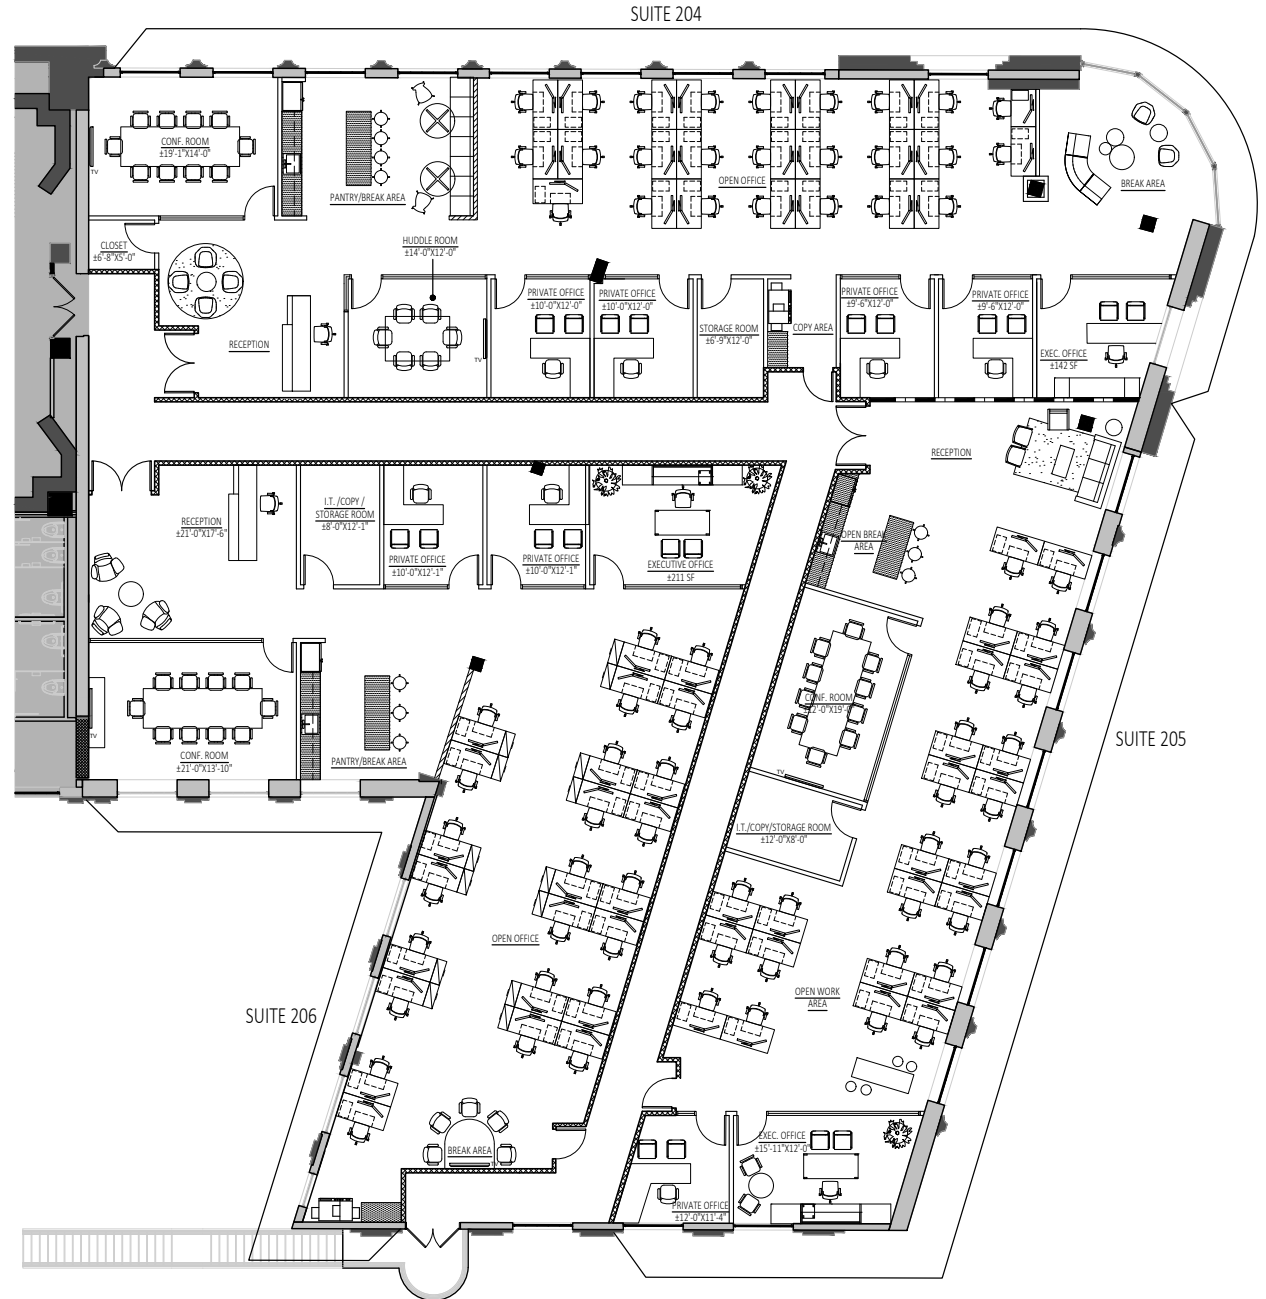 SUITE 204
CONF. ROOM
±19'-1"X14'-0"
TV
PANTRY/BREAK AREA
OPEN OFFICE
BREAK AREA
CLOSET
±6'-8"X5'-0"
HUDDLE ROOM
±14'-0"X12'-0"
RECEPTION
TV
PRIVATE OFFICE
±10'-0"X12'-0"
PRIVATE OFFICE
±10'-0"X12'-0"
STORAGE ROOM
±6'-9"X12'-0"
COPY AREA
PRIVATE OFFICE
±9'-6"X12'-0"
PRIVATE OFFICE
±9'-6"X12'-0"
EXEC. OFFICE
±142 SF
RECEPTION
RECEPTION
±21'-0"X17'-6"
I.T. /COPY /
STORAGE ROOM
±8'-0"X12'-1"
PRIVATE OFFICE
±10'-0"X12'-1"
PRIVATE OFFICE
±10'-0"X12'-1"
EXECUTIVE OFFICE
±211 SF
OPEN BREAK
AREA
CONF. ROOM
±12'-0"X19'-0"
TV
SUITE 205
TV
CONF. ROOM
±21'-0"X13'-10"
PANTRY/BREAK AREA
I.T./COPY/STORAGE ROOM
±12'-0"X8'-0"
OPEN OFFICE
OPEN WORK
AREA
SUITE 206
BREAK AREA
TV
EXEC. OFFICE
±15'-11"X12'-0"
PRIVATE OFFICE
±12'-0"X11'-4"